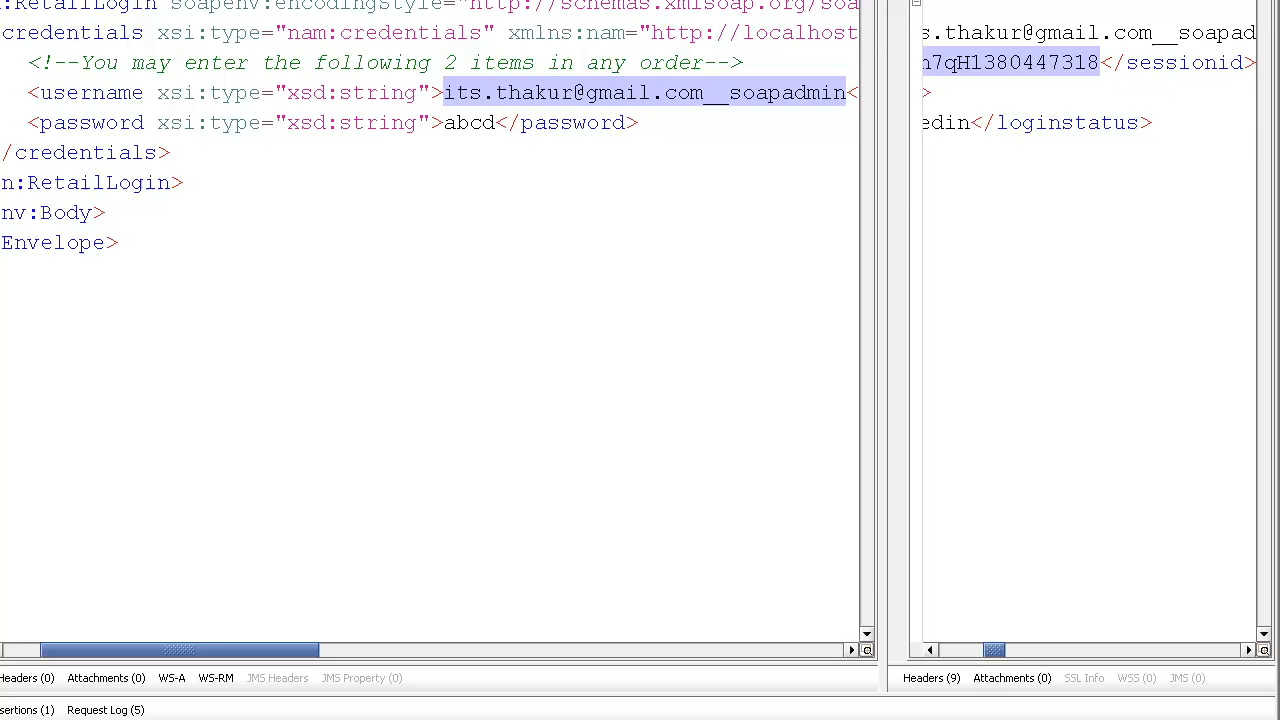 :RetailLogin soapenv:encodingStyle="http://schemas.xmlsoap.org/soa
credentials xsi:type="nam:credentials" xmlns:nam="http://localhost
<!--You may enter the following 2 items in any order-->
<username xsi:type="xsd:string">its.thakur@gmail.com__soapadmin<
<password xsi:type="xsd:string">abcd</password>
/credentials>
n:RetailLogin>
nv:Body>
Envelope>
s.thakur@gmail.com__soapad
n7qH1380447318</sessionid>
>
edin</loginstatus>
Headers (0) Attachments (0) WS-A WS-RM JMS Headers JMS Property (0)
Headers (9) Attachments (0) SSL Info WSS (0) JMS (0)
sertions (1) Request Log (5)